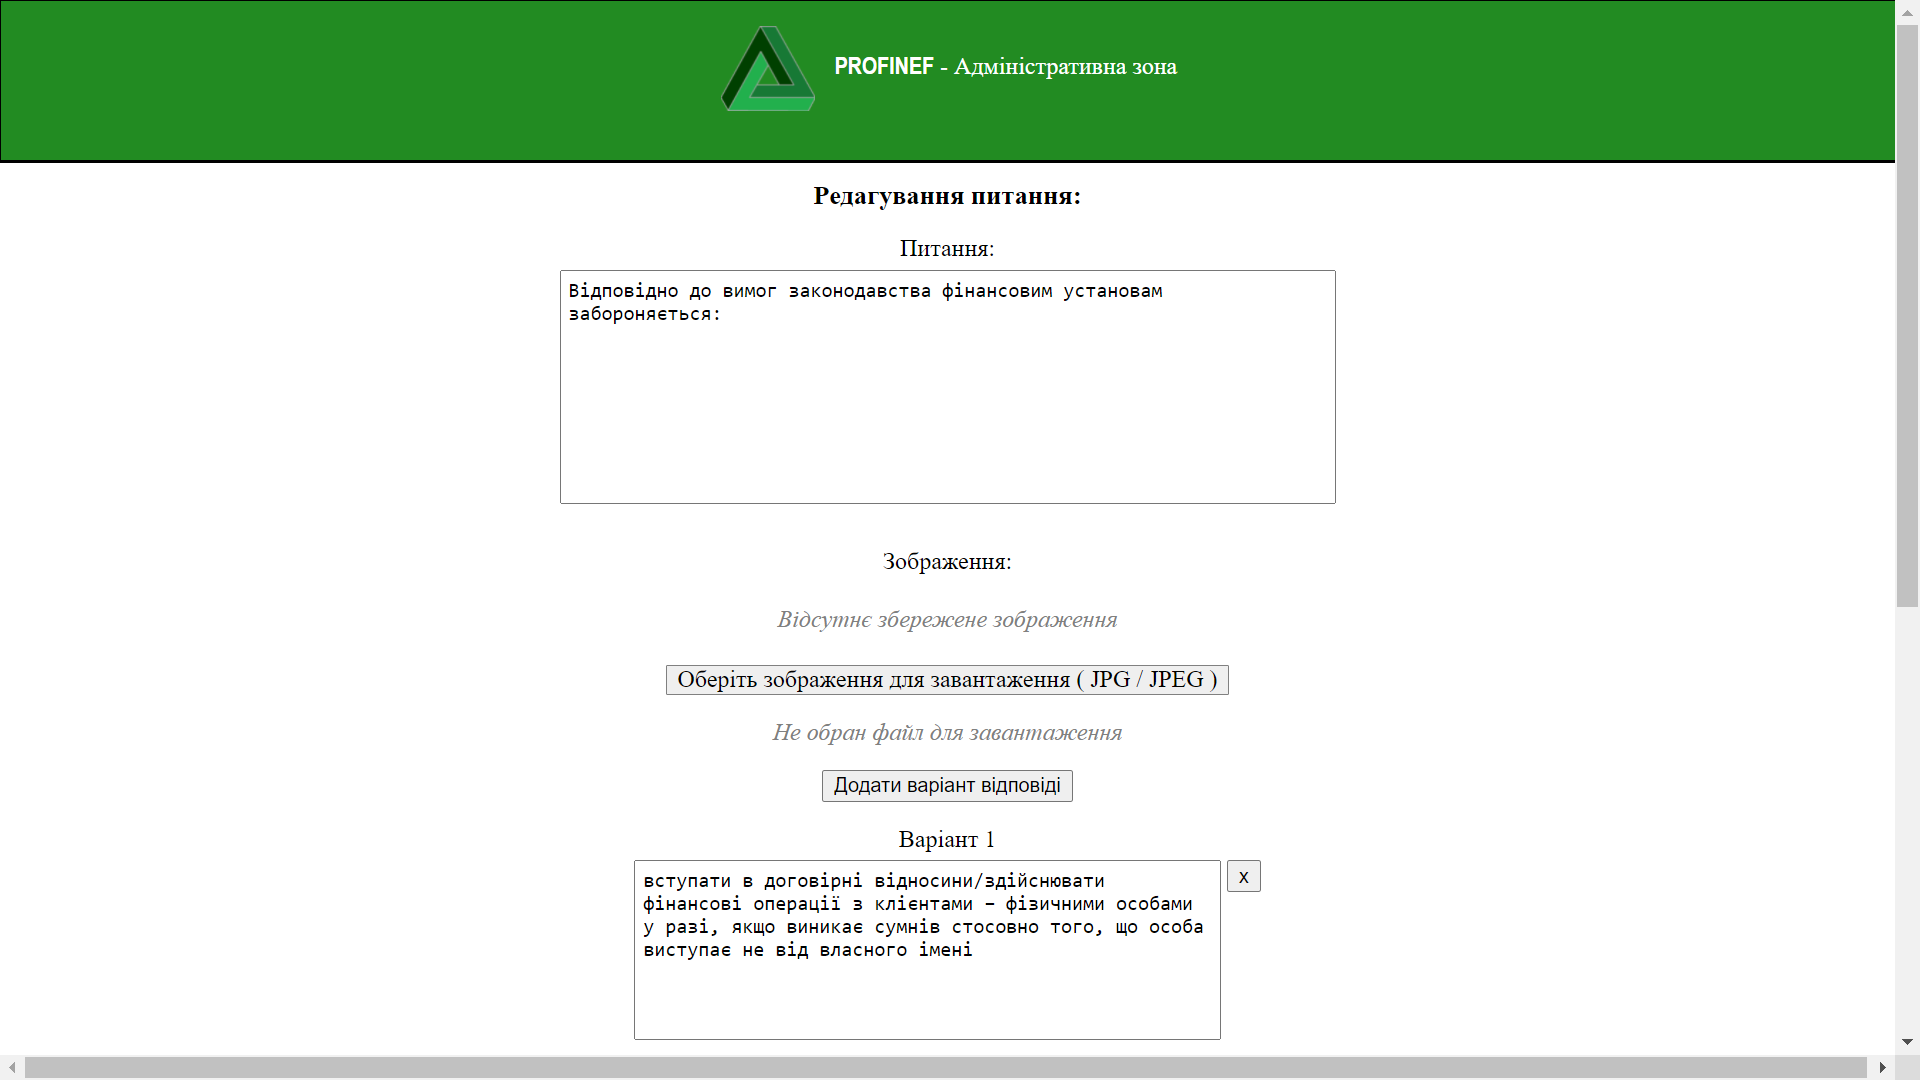 PROFINEF - Адміністративна зона
Редагування питання:
Питання:
Відповідно до вимог законодавства фінансовим установам
забороняється:
Зображення:
Відсутнє збережене зображення
Оберіть зображення для завантаження ( JPG / JPEG )
Не обран файл для завантаження
Додати варіант відповіді
Варіант 1
вступати в договірні відносини/здійснювати
фінансові операції з клієнтами – фізичними особами
у разі, якщо виникає сумнів стосовно того, що особа
виступає не від власного імені
x